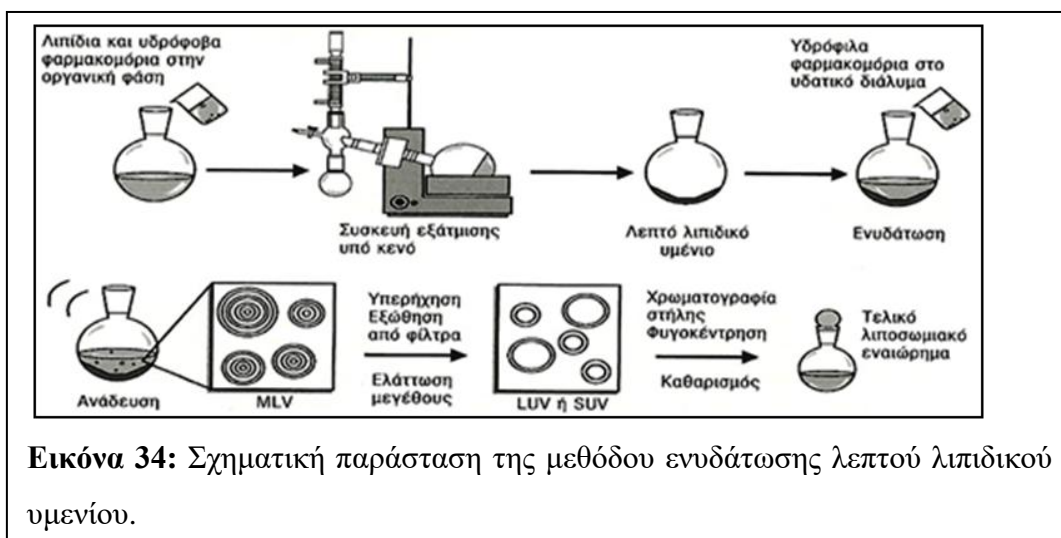 Λιπίδια και υδρόφοβα
φαρμακομόρια στην
οργανική φάση
Συσκευή εξάτμισης
υπό κενό
Λεπτό λιπιδικό
υμένιο
Υδρόφιλα
φαρμακομόρια στο
υδατικό διάλυμα
Ενυδάτωση
Ανάδευση
MLV
Υπερήχηση
Εξώθηση
από φίλτρα
Ελάττωση
μεγέθους
LUV ή SUV
Χρωματογραφία
στήλης
Φυγοκέντρηση
Καθαρισμός
Τελικό
λιποσωμιακό
εναιώρημα
Εικόνα 34: Σχηματική παράσταση της μεθόδου ενυδάτωσης λεπτού λιπιδικού
υμενίου.